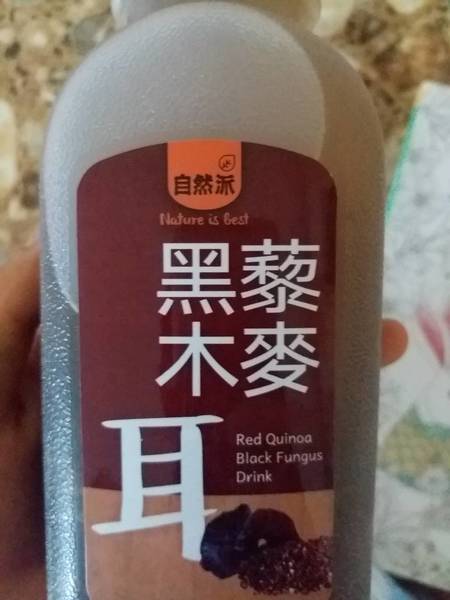 自然派
Nature is best
藜麥
黑木耳
Red Quinoa
Black Fungus
Drink